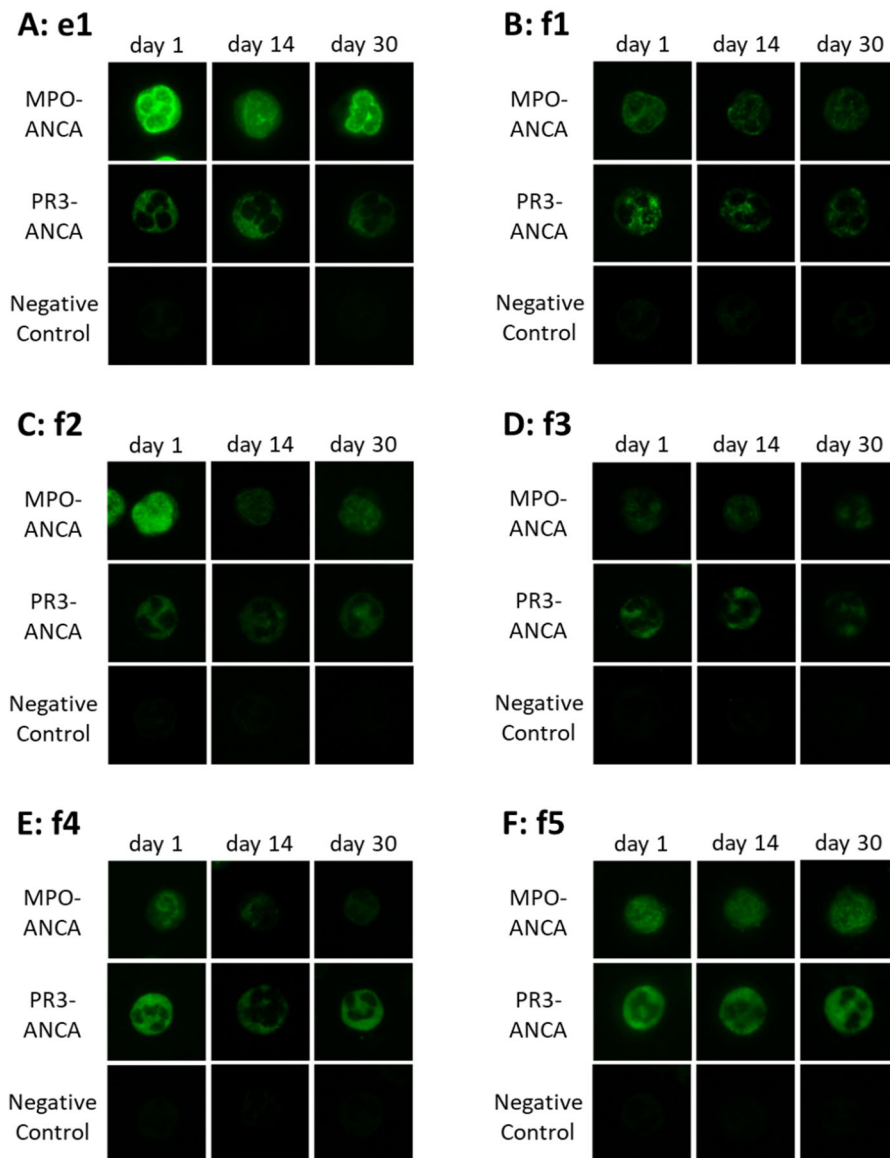 A: e1
day 1 day 14 day 30
MPO-
ANCA
PR3-
ANCA
Negative
Control
B: f1
day 1 day 14 day 30
MPO-
ANCA
PR3-
ANCA
Negative
Control
C: f2
day 1 day 14 day 30
MPO-
ANCA
PR3-
ANCA
Negative
Control
D: f3
day 1 day 14 day 30
MPO-
ANCA
PR3-
ANCA
Negative
Control
E: f4
day 1 day 14 day 30
MPO-
ANCA
PR3-
ANCA
Negative
Control
F: f5
day 1 day 14 day 30
MPO-
ANCA
PR3-
ANCA
Negative
Control